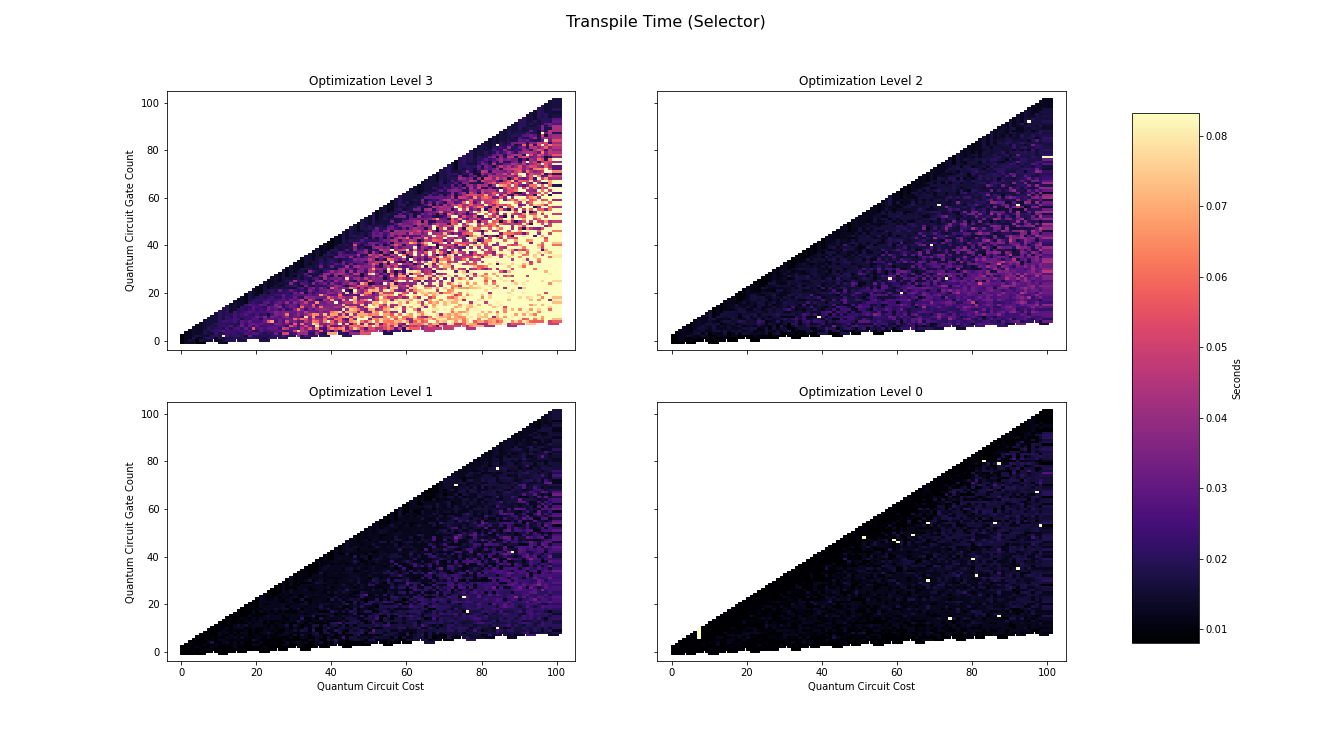 Transpile Time (Selector)
Optimization Level 3
Optimization Level 2
Quantum Circuit Gate Count
100
80
60
40
20
0
0.08
0.07
0.06
0.05
0.04
0.03
0.02
0.01
Seconds
Optimization Level 1
Optimization Level 0
Quantum Circuit Gate Count
100
80
60
40
20
0
0 20 40 60 80 100
0 20 40 60 80 100
Quantum Circuit Cost
Quantum Circuit Cost